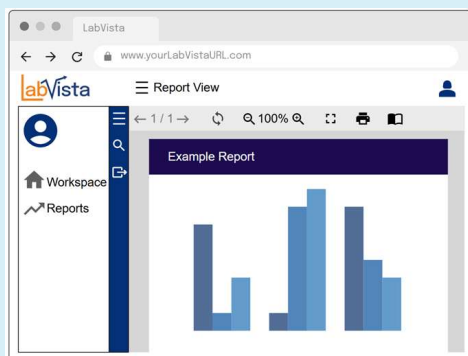 LabVista
www.yourLabVistaURL.com
LabVista
Report View
1 / 1
100%
Example Report
Workspace
Reports